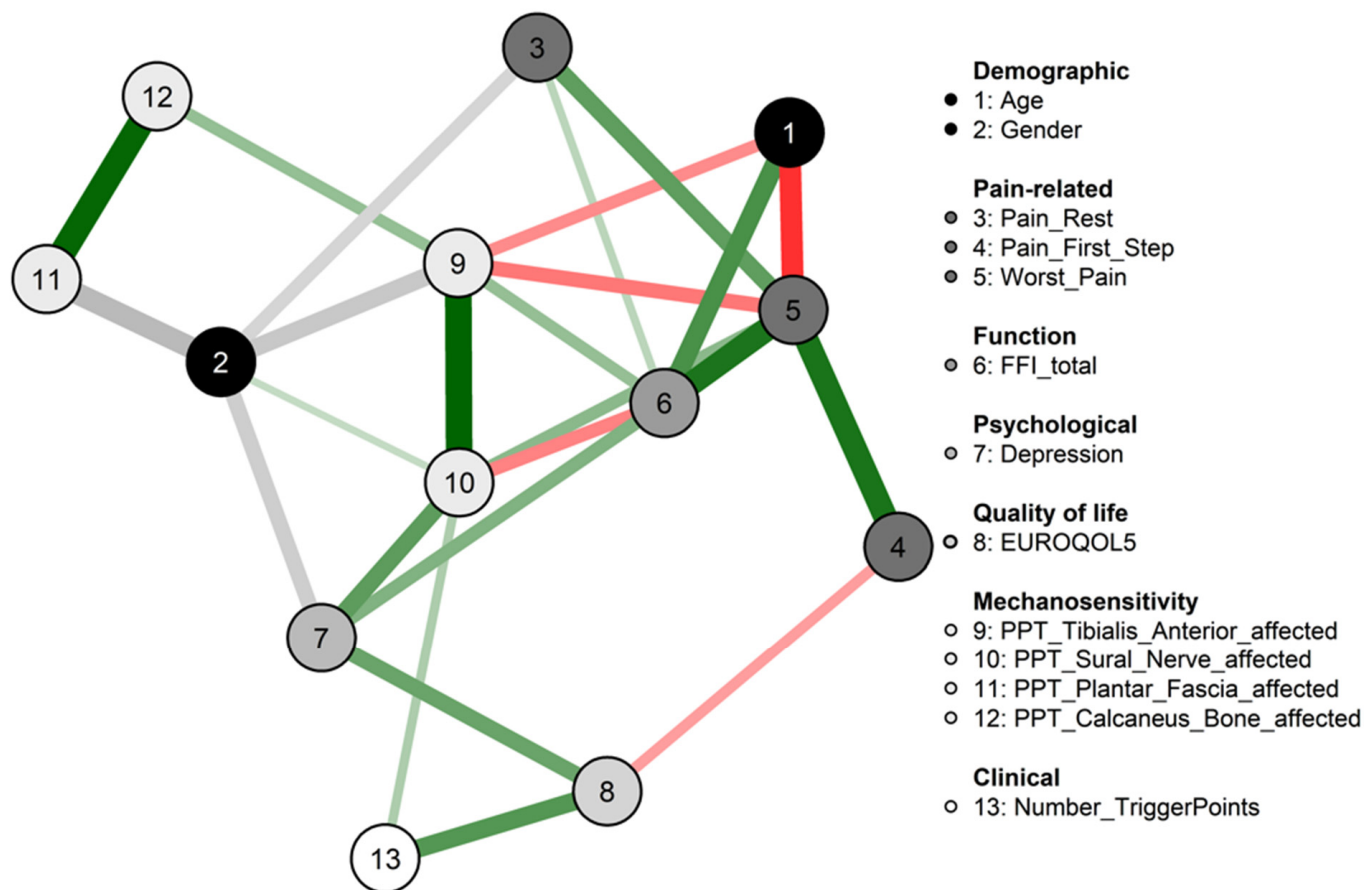 3
12
1
9
11
5
2
6
10
4
7
8
13
Demographic
1: Age
2: Gender
Pain-related
3: Pain_Rest
4: Pain_First_Step
5: Worst_Pain
Function
6: FFI_total
Psychological
7: Depression
Quality of life
8: EUROQOL5
Mechanosensitivity
9: PPT_Tibialis_Anterior_affected
10: PPT_Sural_Nerve_affected
11: PPT_Plantar_Fascia_affected
12: PPT_Calcaneus_Bone_affected
Clinical
13: Number_TriggerPoints